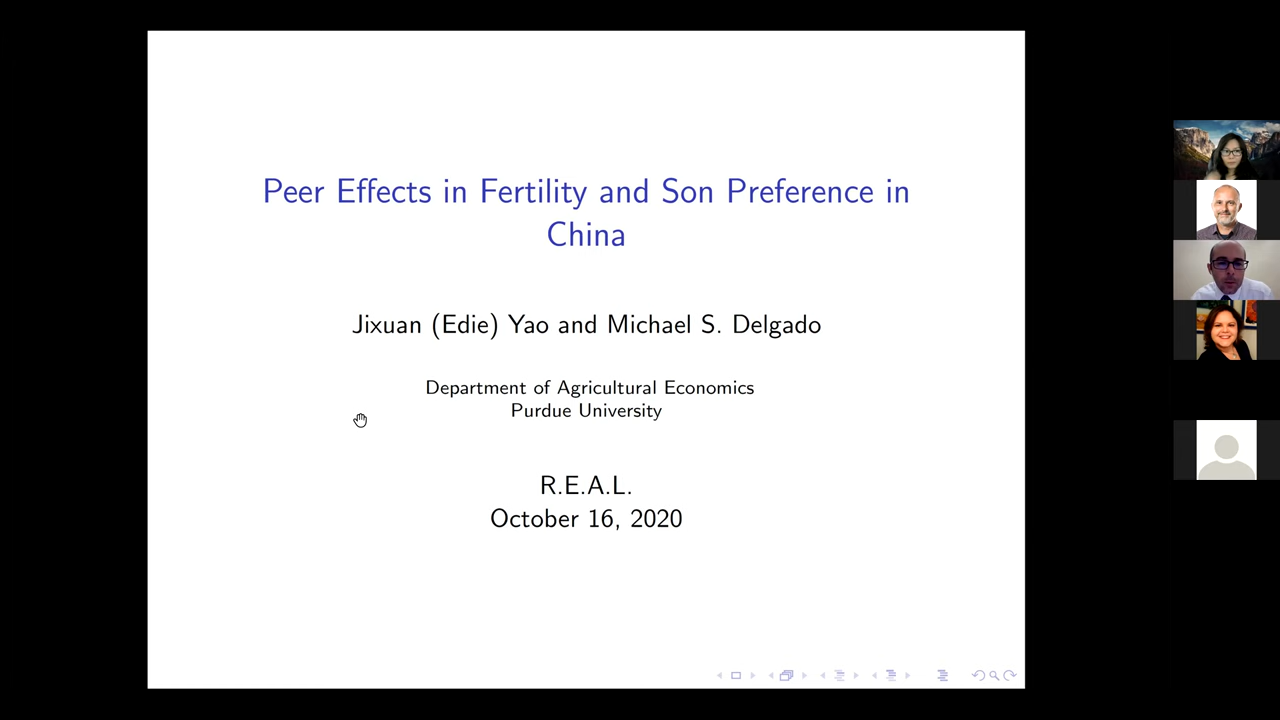 Peer Effects in Fertility and Son Preference in
China
Jixuan (Edie) Yao and Michael S. Delgado
Department of Agricultural Economics
Purdue University
R.E.A.L.
October 16, 2020